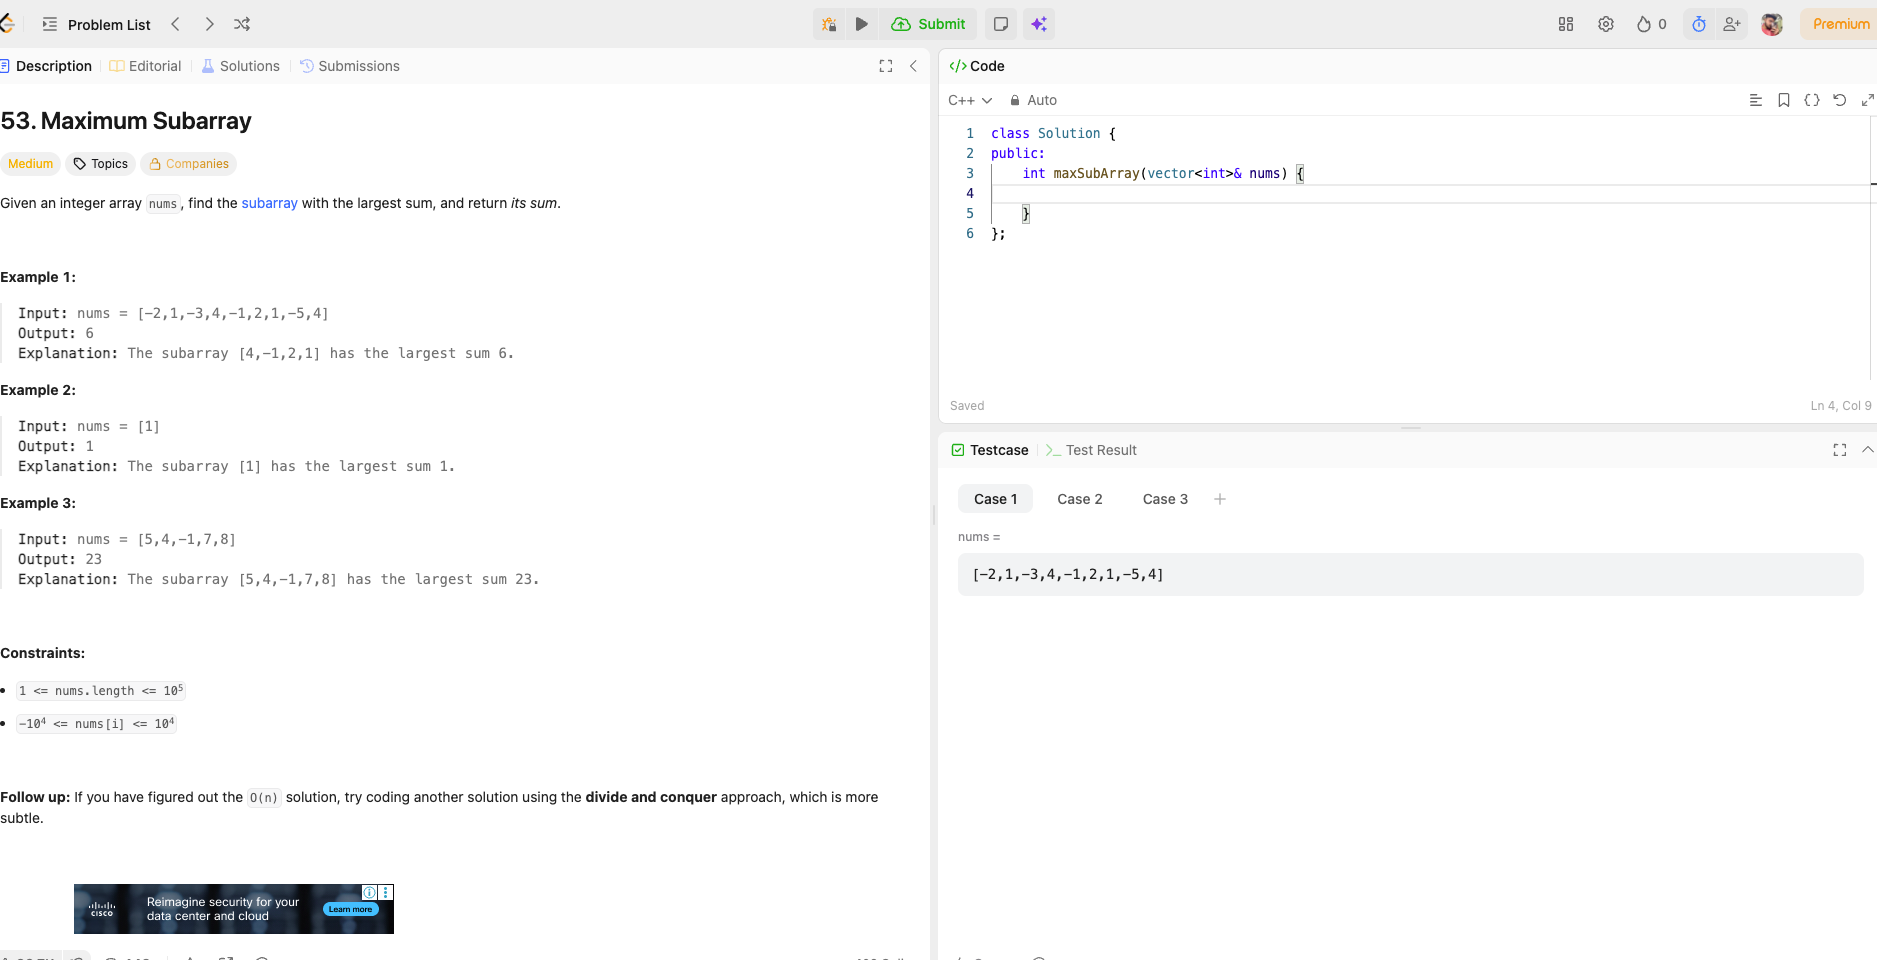 Problem List
Submit
0
Premium
Description
Editorial
Solutions
Submissions
53. Maximum Subarray
Medium
Topics
Companies
Given an integer array nums, find the subarray with the largest sum, and return its sum.
Example 1:
Input: nums = [-2,1,-3,4,-1,2,1,-5,4]
Output: 6
Explanation: The subarray [4,-1,2,1] has the largest sum 6.
Example 2:
Input: nums = [1]
Output: 1
Explanation: The subarray [1] has the largest sum 1.
Example 3:
Input: nums = [5,4,-1,7,8]
Output: 23
Explanation: The subarray [5,4,-1,7,8] has the largest sum 23.
Constraints:
• 1 <= nums.length <= 10⁵
• -10⁴ <= nums[i] <= 10⁴
Follow up: If you have figured out the O(n) solution, try coding another solution using the divide and conquer approach, which is more
subtle.
CISCO
Reimagine security for your
data center and cloud
Learn more
</> Code
C++
Auto
1 class Solution {
2 public:
3     int maxSubArray(vector<int>& nums) {
4
5     }
6 };
Saved
Ln 4, Col 9
Testcase
Test Result
Case 1
Case 2
Case 3
nums =
[-2,1,-3,4,-1,2,1,-5,4]